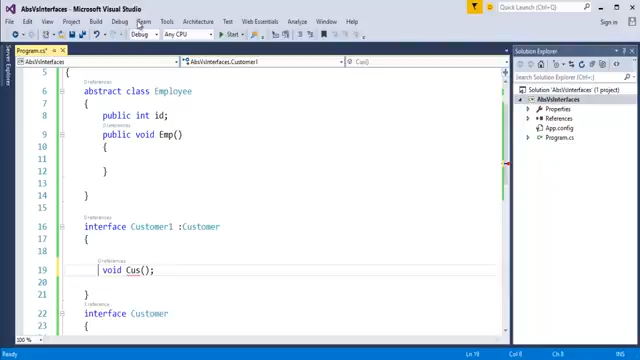 AbsVsInterfaces - Microsoft Visual Studio
Quick Launch (Ctrl+Q)
File Edit View Project Build Debug Team Tools Architecture Test Web Essentials Analyze Window Help
Sign in
Debug Any CPU Start
Server Explorer
Program.cs*
AbsVsInterfaces AbsVsInterfaces.Customer1 Cus()
5 {
0 references
6 abstract class Employee
7 {
8 public int id;
0 references
9 public void Emp()
10 {
11
12 }
13
14 }
15
0 references
16 interface Customer1 :Customer
17 {
18
0 references
19 void Cus();
20
21 }
1 reference
22 interface Customer
23 {
100 %
Solution Explorer
Search Solution Explorer (Ctrl+;)
Solution 'AbsVsInterfaces' (1 project)
AbsVsInterfaces
Properties
References
App.config
Program.cs
Ready
Ln 19
Col 8
Ch 8
INS